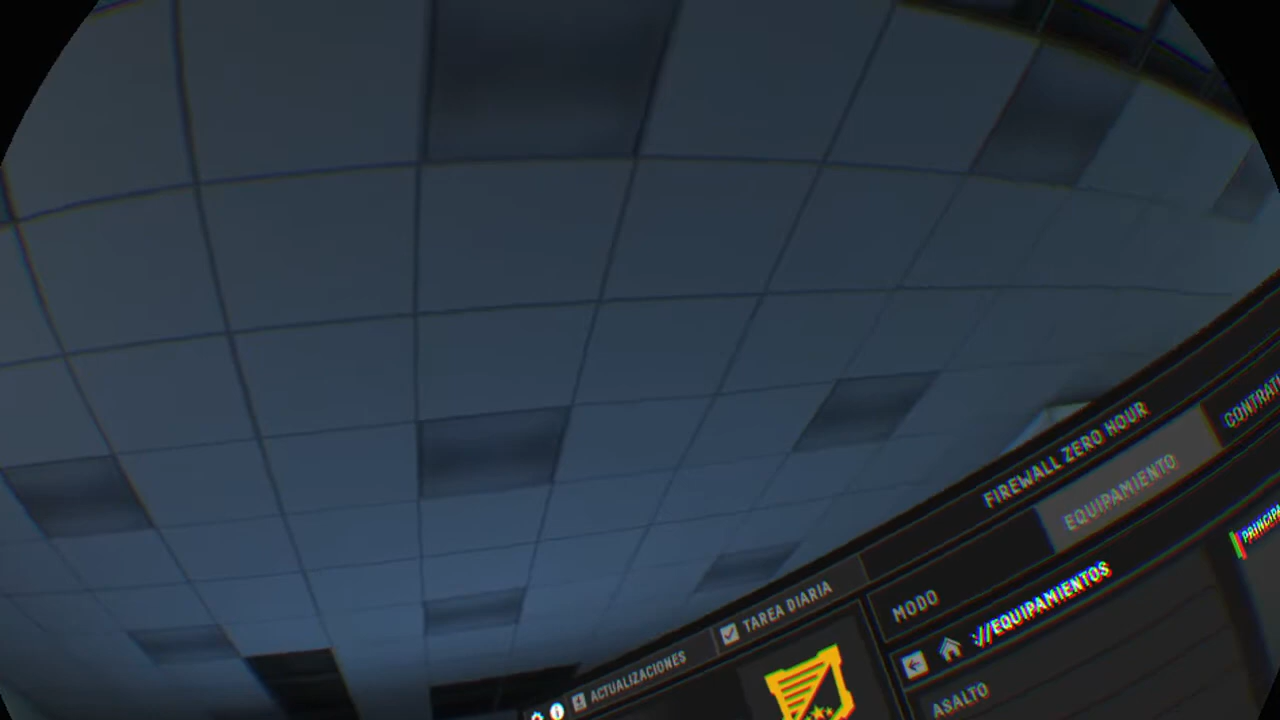 FIREWALL ZERO HOUR
EQUIPAMIENTO
MODO
://EQUIPAMIENTOS
TAREA DIARIA
ACTUALIZACIONES
ASALTO